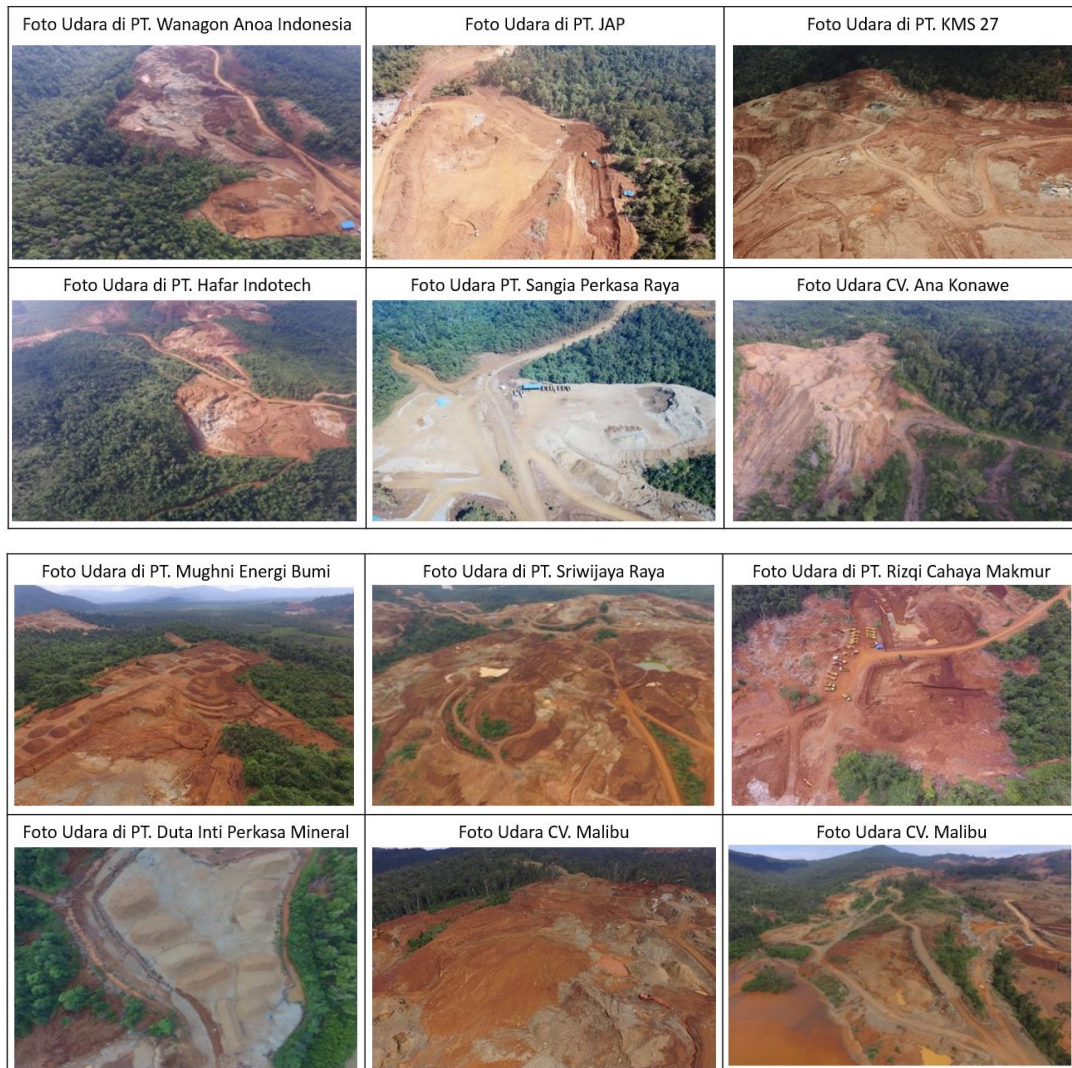 Foto Udara di PT. Wanagon Anoa Indonesia
Foto Udara di PT. JAP
Foto Udara di PT. KMS 27
Foto Udara di PT. Hafar Indotech
Foto Udara PT. Sangia Perkasa Raya
Foto Udara CV. Ana Konawe
Foto Udara di PT. Mughni Energi Bumi
Foto Udara di PT. Sriwijaya Raya
Foto Udara di PT. Rizqi Cahaya Makmur
Foto Udara di PT. Duta Inti Perkasa Mineral
Foto Udara CV. Malibu
Foto Udara CV. Malibu